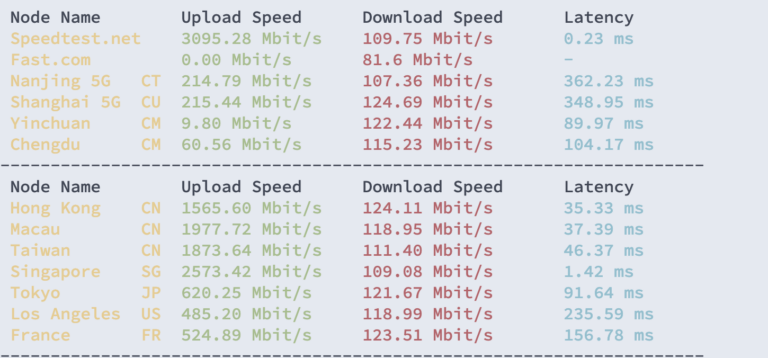 Node Name Upload Speed Download Speed Latency
Speedtest.net 3095.28 Mbit/s 109.75 Mbit/s 0.23 ms
Fast.com 0.00 Mbit/s 81.6 Mbit/s -
Nanjing 5G CT 214.79 Mbit/s 107.36 Mbit/s 362.23 ms
Shanghai 5G CU 215.44 Mbit/s 124.69 Mbit/s 348.95 ms
Yinchuan CM 9.80 Mbit/s 122.44 Mbit/s 89.97 ms
Chengdu CM 60.56 Mbit/s 115.23 Mbit/s 104.17 ms
----------------------------------------------------------------------
Node Name Upload Speed Download Speed Latency
Hong Kong CN 1565.60 Mbit/s 124.11 Mbit/s 35.33 ms
Macau CN 1977.72 Mbit/s 118.95 Mbit/s 37.39 ms
Taiwan CN 1873.64 Mbit/s 111.40 Mbit/s 46.37 ms
Singapore SG 2573.42 Mbit/s 109.08 Mbit/s 1.42 ms
Tokyo JP 620.25 Mbit/s 121.67 Mbit/s 91.64 ms
Los Angeles US 485.20 Mbit/s 118.99 Mbit/s 235.59 ms
France FR 524.89 Mbit/s 123.51 Mbit/s 156.78 ms
----------------------------------------------------------------------